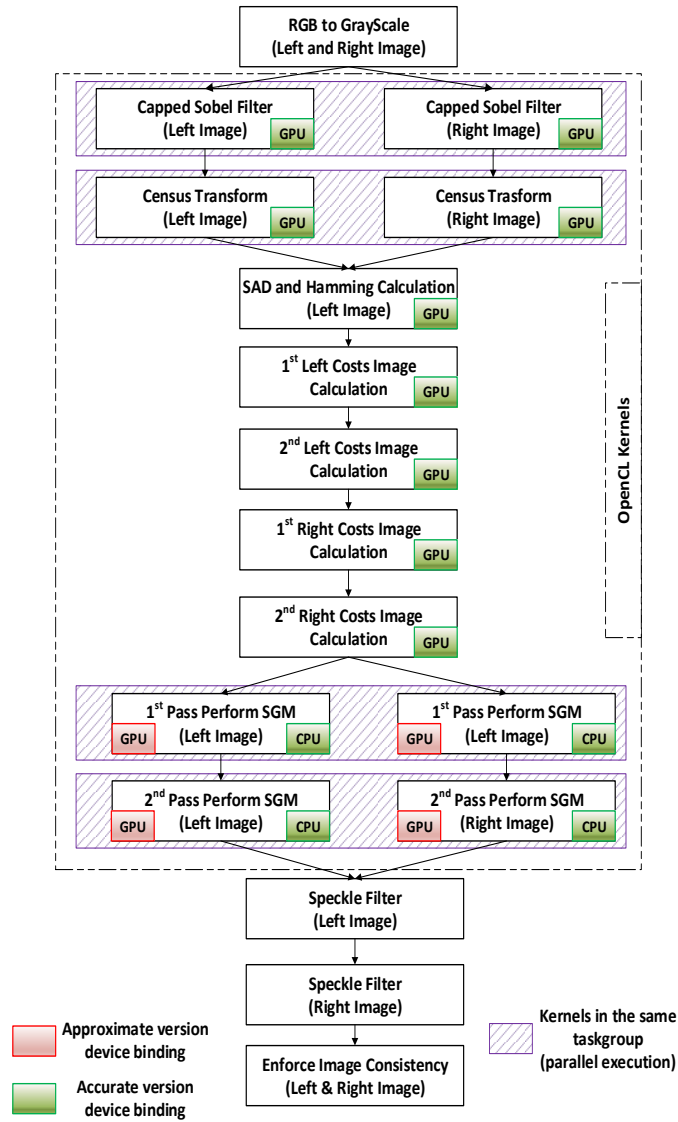 RGB to GrayScale
(Left and Right Image)
Capped Sobel Filter
(Left Image)
GPU
Capped Sobel Filter
(Right Image)
GPU
Census Transform
(Left Image)
GPU
Census Trasform
(Right Image)
GPU
SAD and Hamming Calculation
(Left Image)
GPU
1st Left Costs Image
Calculation
GPU
2nd Left Costs Image
Calculation
GPU
1st Right Costs Image
Calculation
GPU
2nd Right Costs Image
Calculation
GPU
OpenCL Kernels
1st Pass Perform SGM
(Left Image)
GPU
CPU
1st Pass Perform SGM
(Left Image)
GPU
CPU
2nd Pass Perform SGM
(Left Image)
GPU
CPU
2nd Pass Perform SGM
(Right Image)
GPU
CPU
Speckle Filter
(Left Image)
Speckle Filter
(Right Image)
Enforce Image Consistency
(Left & Right Image)
Approximate version
device binding
Accurate version
device binding
Kernels in the same
taskgroup
(parallel execution)